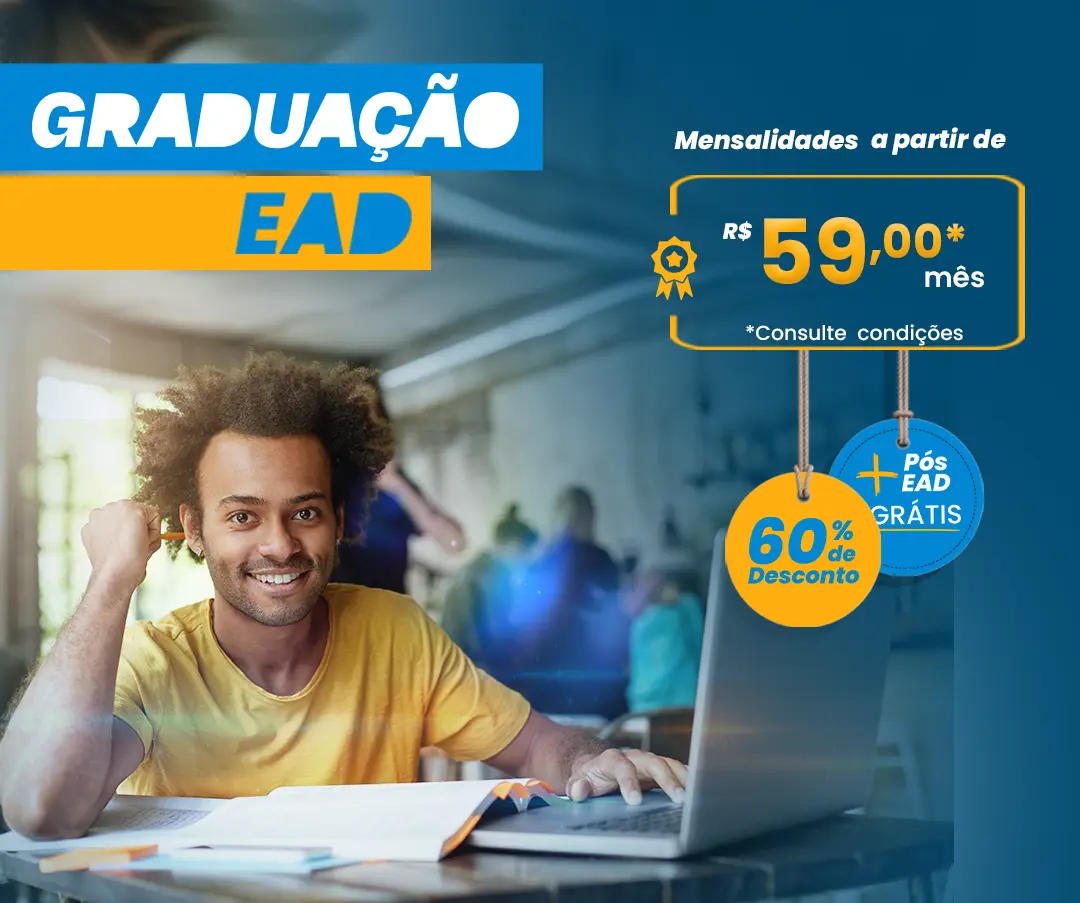 GRADUAÇÃO
EAD
Mensalidades a partir de
R$ 59,00*
mês
*Consulte condições
+ Pós
EAD
GRÁTIS
60%
de
Desconto